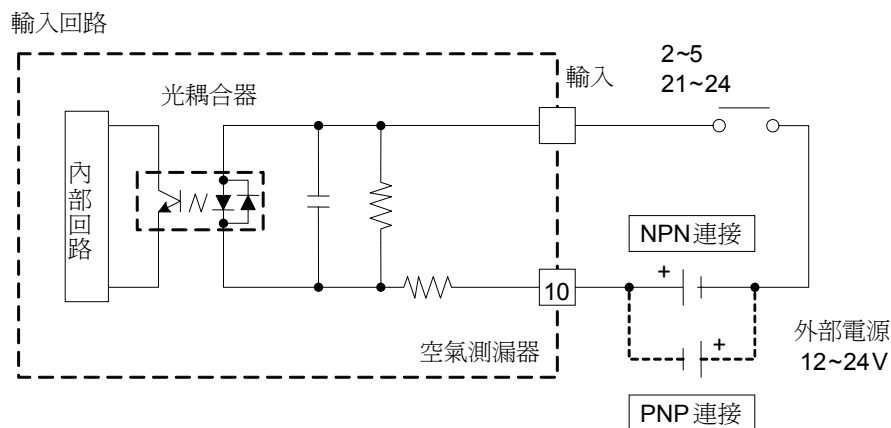 輸入回路
光耦合器
輸入
2~5
21~24
內部回路
NPN連接
+
10
外部電源
12~24V
+
空氣測漏器
PNP連接